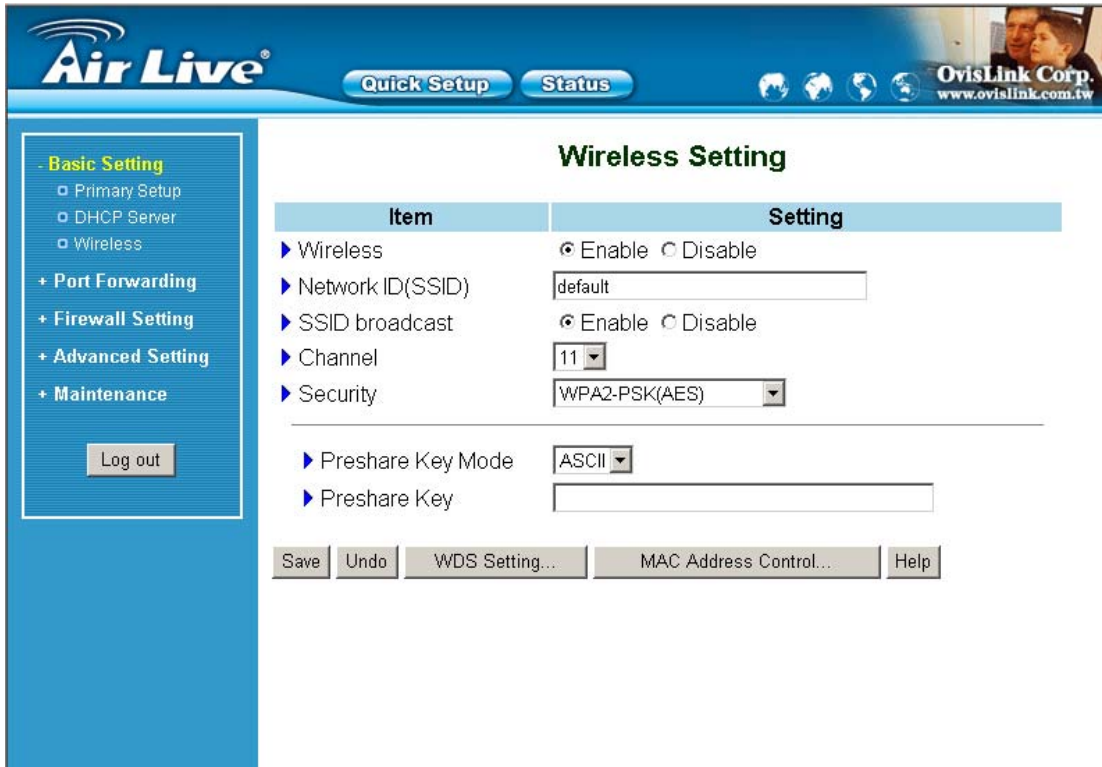 Air Live®
Quick Setup
Status
OvisLink Corp.
www.ovislink.com.tw
- Basic Setting
Primary Setup
DHCP Server
Wireless
+ Port Forwarding
+ Firewall Setting
+ Advanced Setting
+ Maintenance
Log out
Wireless Setting
Item Setting
Wireless Enable Disable
Network ID(SSID) default
SSID broadcast Enable Disable
Channel 11
Security WPA2-PSK(AES)
Preshare Key Mode ASCII
Preshare Key
Save Undo WDS Setting... MAC Address Control... Help